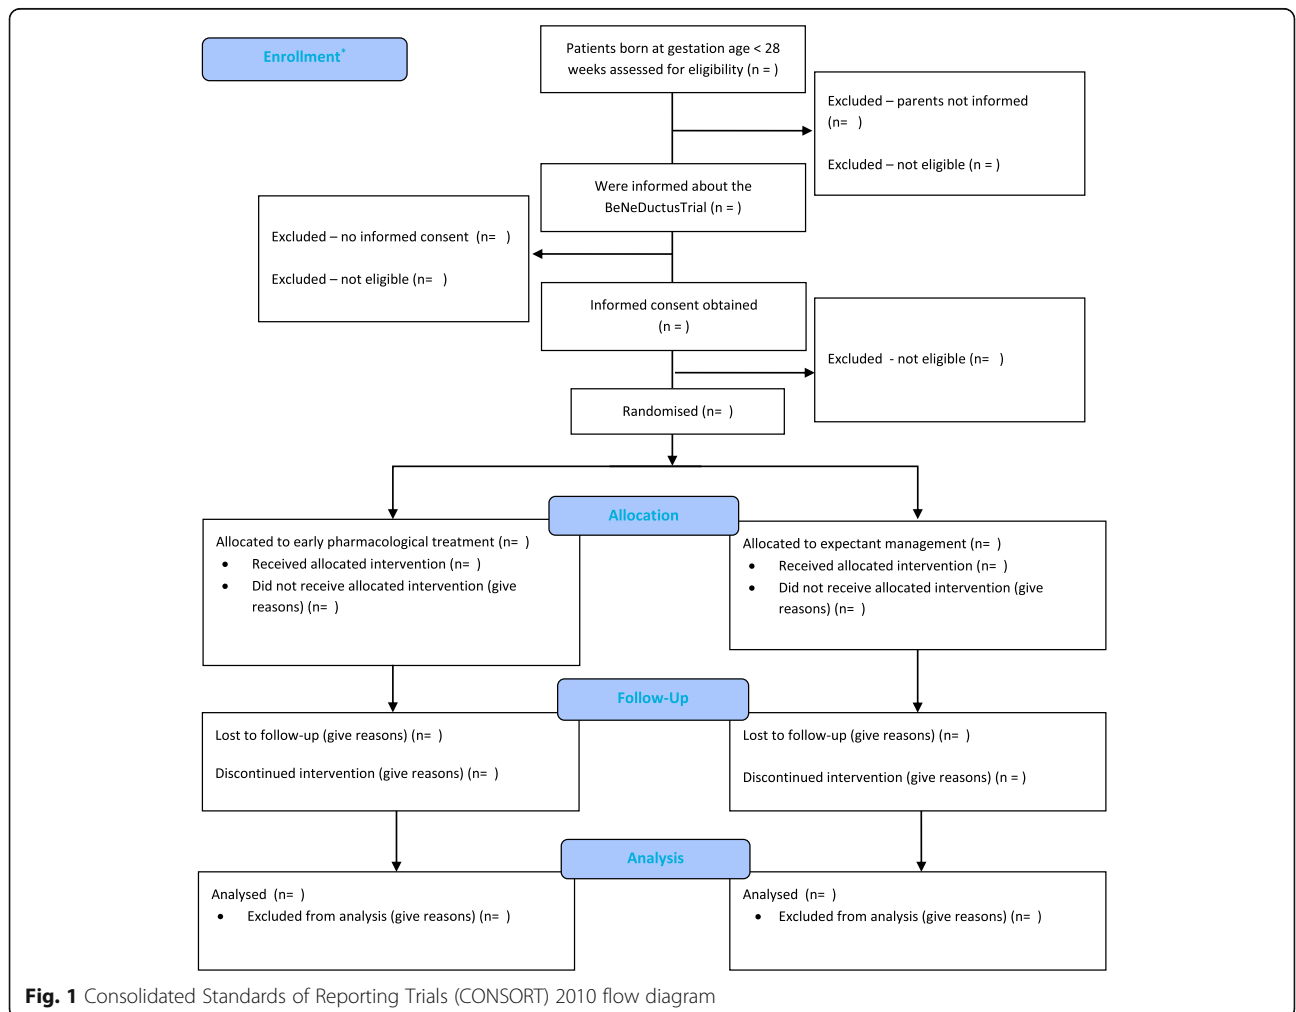 Enrollment*
Patients born at gestation age < 28
weeks assessed for eligibility (n = )
Excluded – parents not informed
(n=   )
Excluded – not eligible (n = )
Were informed about the
BeNeDuctusTrial (n = )
Excluded – no informed consent  (n=   )
Excluded – not eligible (n=   )
Informed consent obtained
(n = )
Excluded  - not eligible (n=   )
Randomised (n=  )
Allocation
Allocated to early pharmacological treatment (n=  )
• Received allocated intervention (n=  )
• Did not receive allocated intervention (give
reasons) (n=  )
Allocated to expectant management (n=  )
• Received allocated intervention (n=  )
• Did not receive allocated intervention (give
reasons) (n=  )
Follow-Up
Lost to follow-up (give reasons) (n=  )
Discontinued intervention (give reasons) (n=  )
Lost to follow-up (give reasons) (n=  )
Discontinued intervention (give reasons) (n = )
Analysis
Analysed  (n=  )
• Excluded from analysis (give reasons) (n=  )
Analysed  (n=  )
• Excluded from analysis (give reasons) (n=  )
Fig. 1 Consolidated Standards of Reporting Trials (CONSORT) 2010 flow diagram